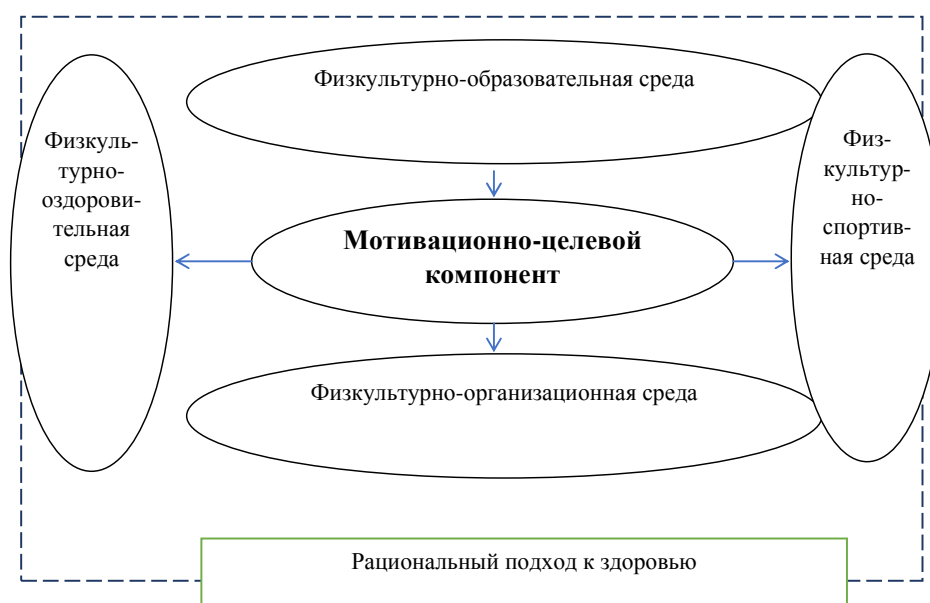 Физкультурно-образовательная среда
Физкуль-
турно-
оздорови-
тельная
среда
Мотивационно-целевой
компонент
Физ-
культур-
но-
спортив-
ная среда
Физкультурно-организационная среда
Рациональный подход к здоровью